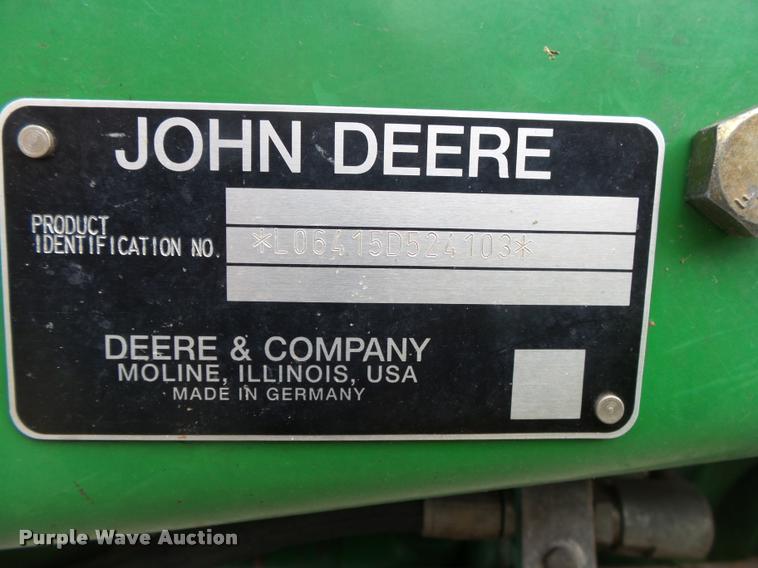 JOHN DEERE
PRODUCT
IDENTIFICATION NO.
*L06415D524103*
DEERE & COMPANY
MOLINE, ILLINOIS, USA
MADE IN GERMANY
Purple Wave Auction